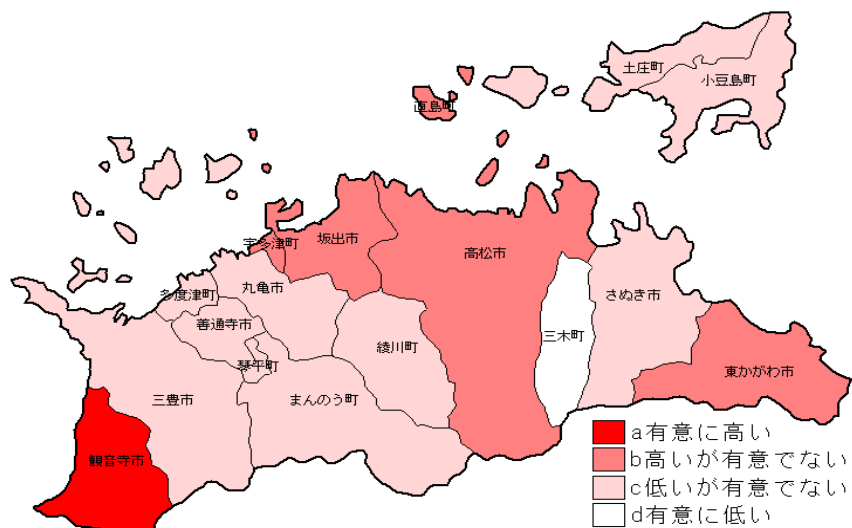 土庄町
小豆島町
直島町
宇多津町
坂出市
高松市
丸亀市
多度津町
さぬき市
善通寺市
三木町
綾川町
琴平町
東かがわ市
三豊市
まんのう町
観音寺市
a有意に高い
b高いが有意でない
c低いが有意でない
d有意に低い